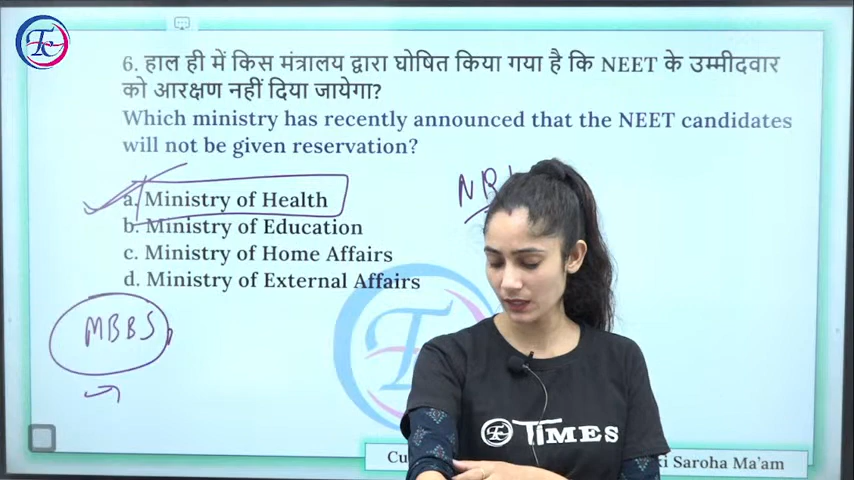 6. हाल ही में किस मंत्रालय द्वारा घोषित किया गया है कि NEET के उम्मीदवार
को आरक्षण नहीं दिया जायेगा?
Which ministry has recently announced that the NEET candidates
will not be given reservation?
a. Ministry of Health
b. Ministry of Education
c. Ministry of Home Affairs
d. Ministry of External Affairs
MBBS
TIMES
Saroha Ma'am